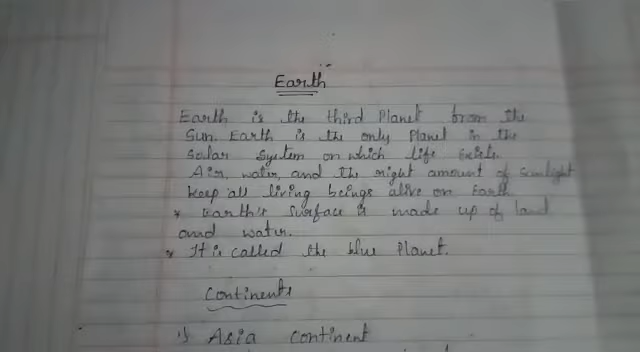 Earth
Earth is the third Planet from the
Sun. Earth is the only Planet in the
Solar System on which life exists.
Air, water, and the right amount of Sunlight
keep all living beings alive on Earth
* Earth's Surface is made up of land
and water.
* It is called the blue Planet.
Continents
1) Asia continent